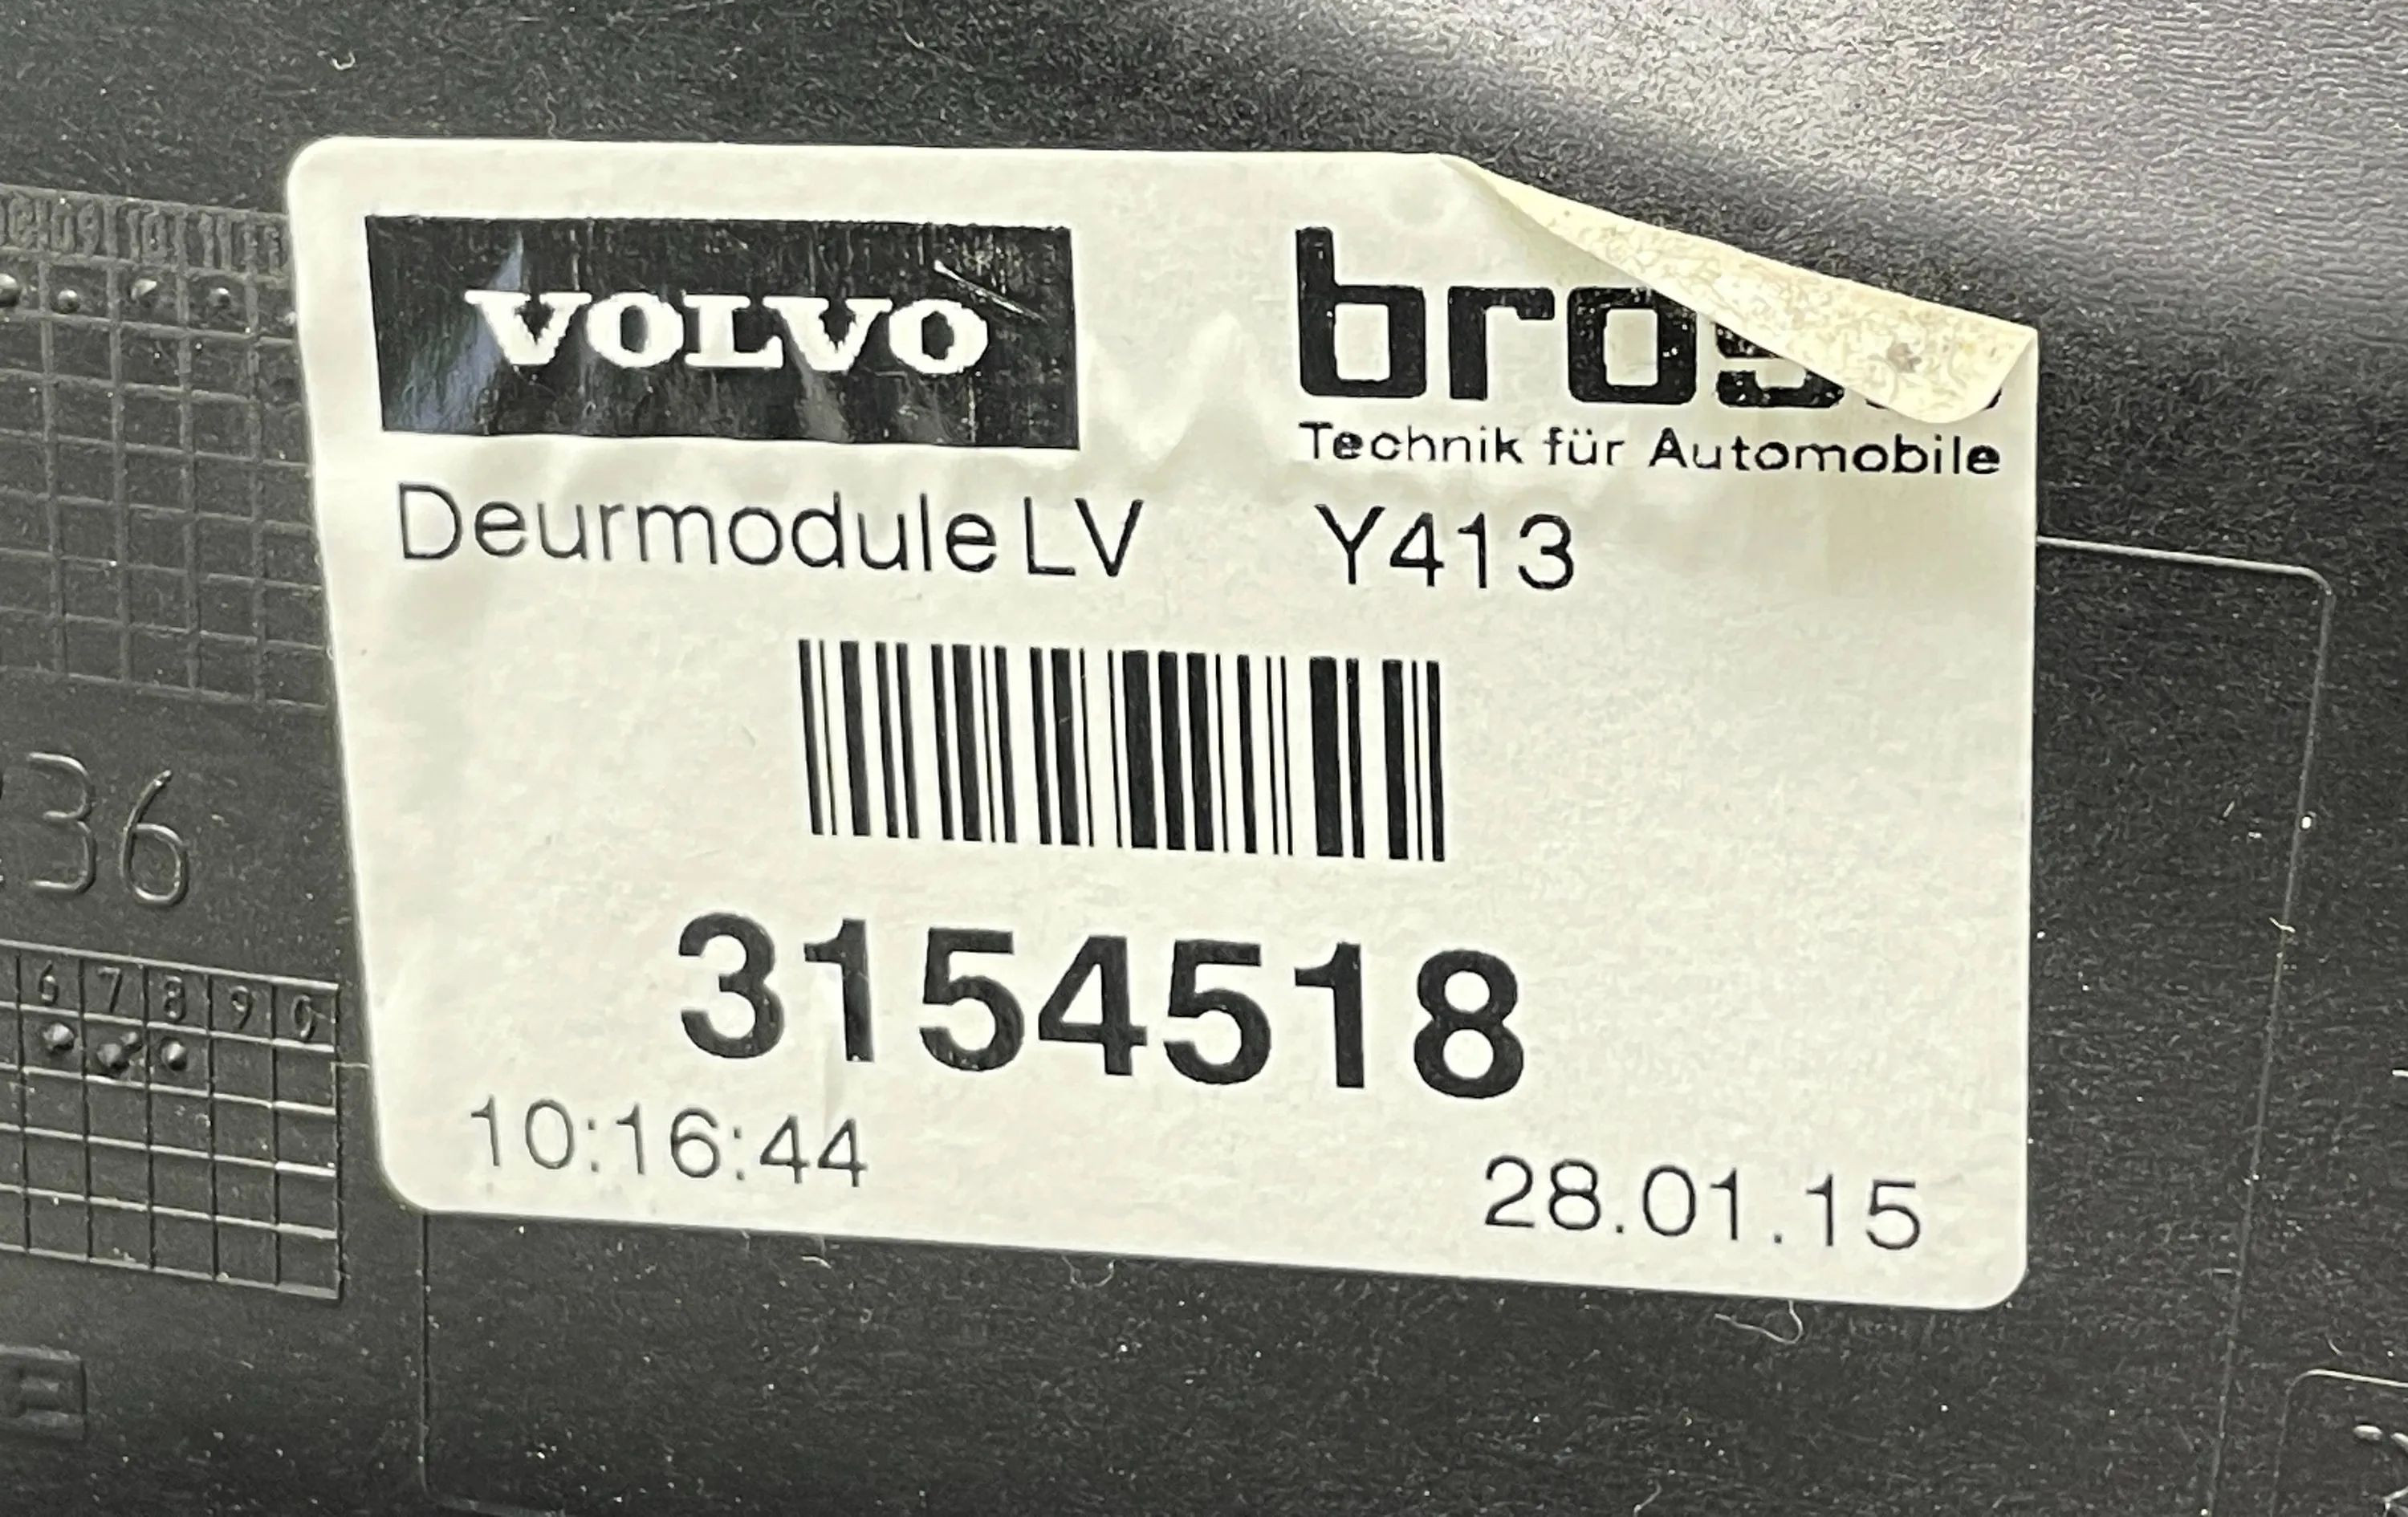 VOLVO
Technik für Automobile
Deurmodule LV Y413
36
3154518
6 7 8 9 0
10:16:44
28.01.15